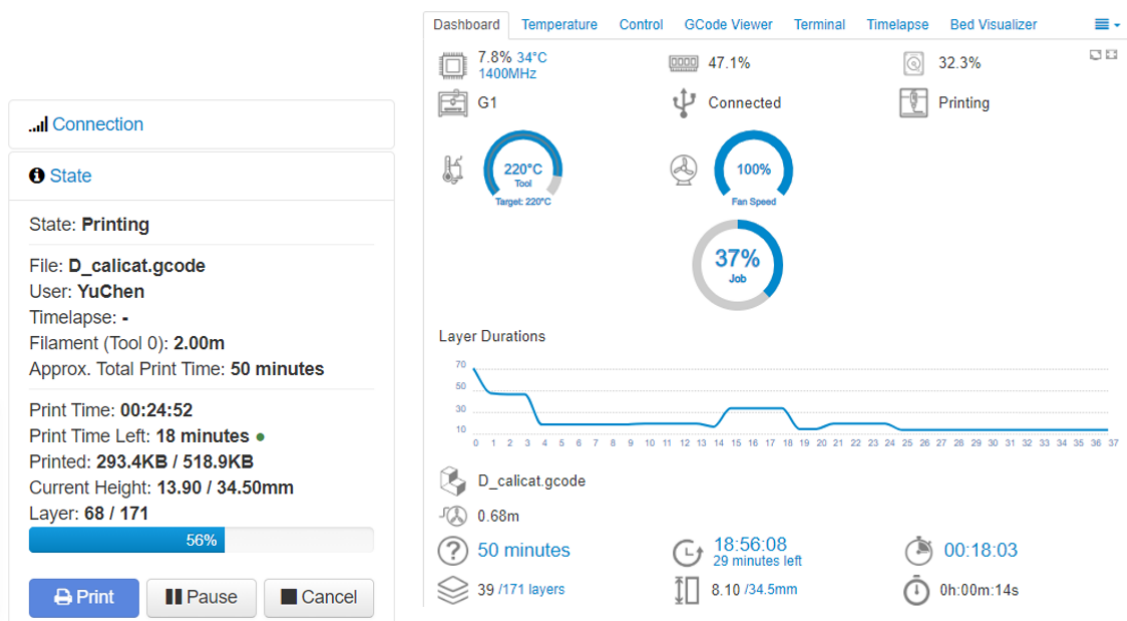 Connection
State
State: Printing
File: D_calicat.gcode
User: YuChen
Timelapse: -
Filament (Tool 0): 2.00m
Approx. Total Print Time: 50 minutes
Print Time: 00:24:52
Print Time Left: 18 minutes
Printed: 293.4KB / 518.9KB
Current Height: 13.90 / 34.50mm
Layer: 68 / 171
56%
Print Pause Cancel
Dashboard Temperature Control GCode Viewer Terminal Timelapse Bed Visualizer
7.8% 34°C
1400MHz
47.1%
32.3%
G1 Connected Printing
220°C
Tool
Target: 220°C
100%
Fan Speed
37%
Job
Layer Durations
70
50
30
10
0 1 2 3 4 5 6 7 8 9 10 11 12 13 14 15 16 17 18 19 20 21 22 23 24 25 26 27 28 29 30 31 32 33 34 35 36 37
D_calicat.gcode
0.68m
50 minutes
18:56:08
29 minutes left
00:18:03
39 /171 layers
8.10 /34.5mm
0h:00m:14s